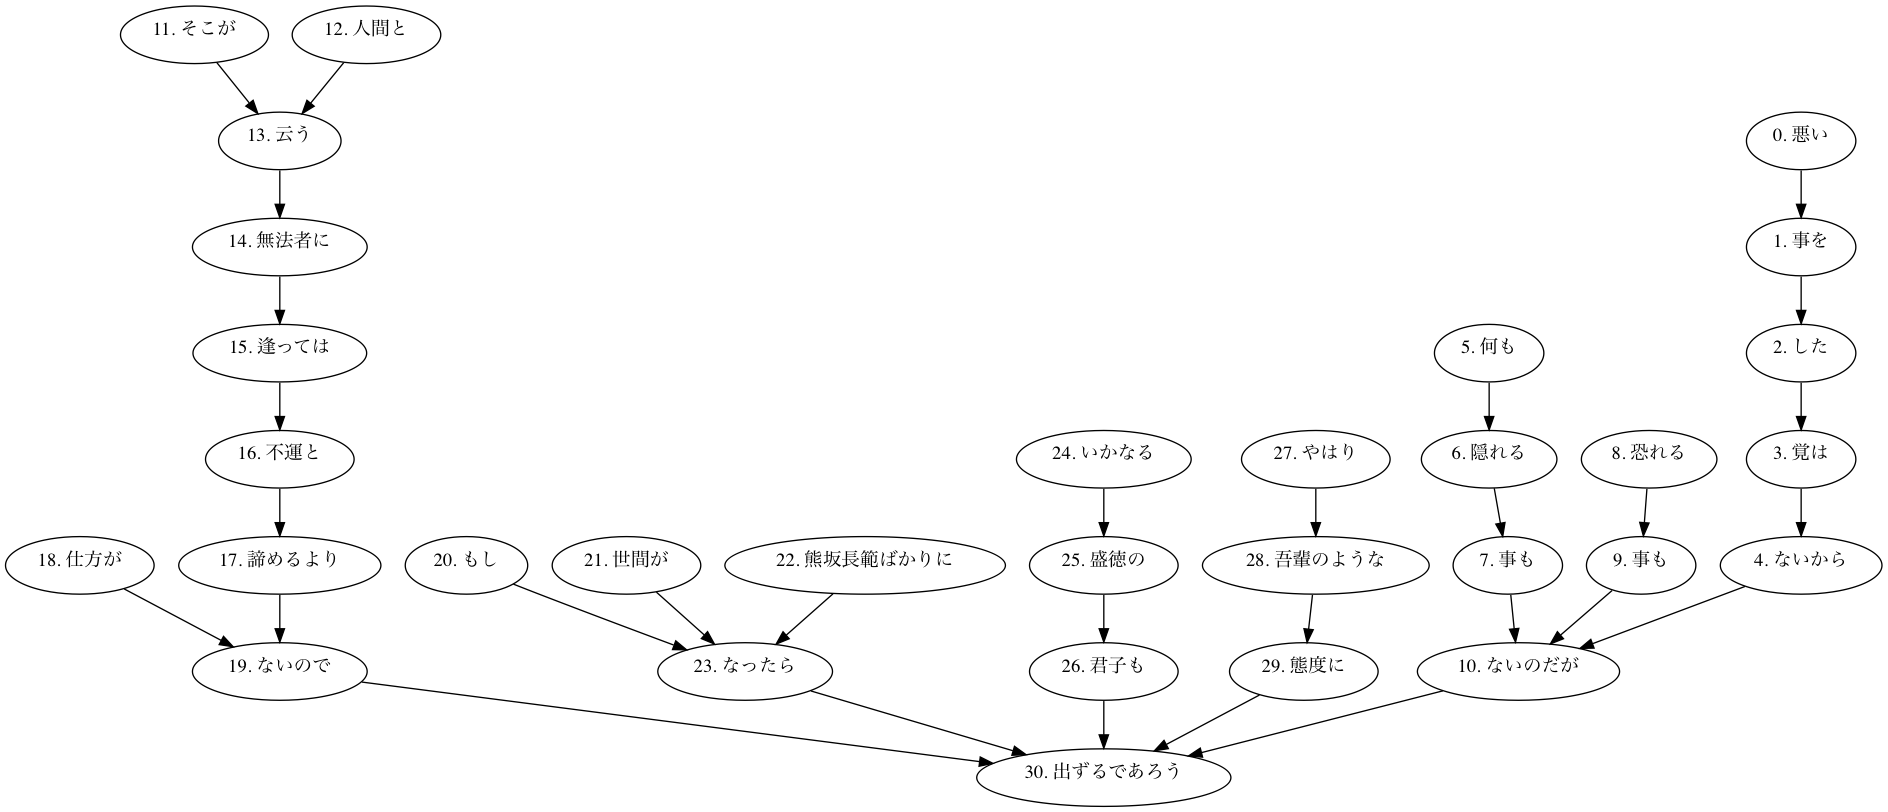 11. そこが
12. 人間と
13. 云う
0. 悪い
14. 無法者に
1. 事を
15. 逢っては
5. 何も
2. した
16. 不運と
24. いかなる
27. やはり
6. 隠れる
8. 恐れる
3. 覚は
18. 仕方が
17. 諦めるより
20. もし
21. 世間が
22. 熊坂長範ばかりに
25. 盛徳の
28. 吾輩のような
7. 事も
9. 事も
4. ないから
19. ないので
23. なったら
26. 君子も
29. 態度に
10. ないのだが
30. 出ずるであろう